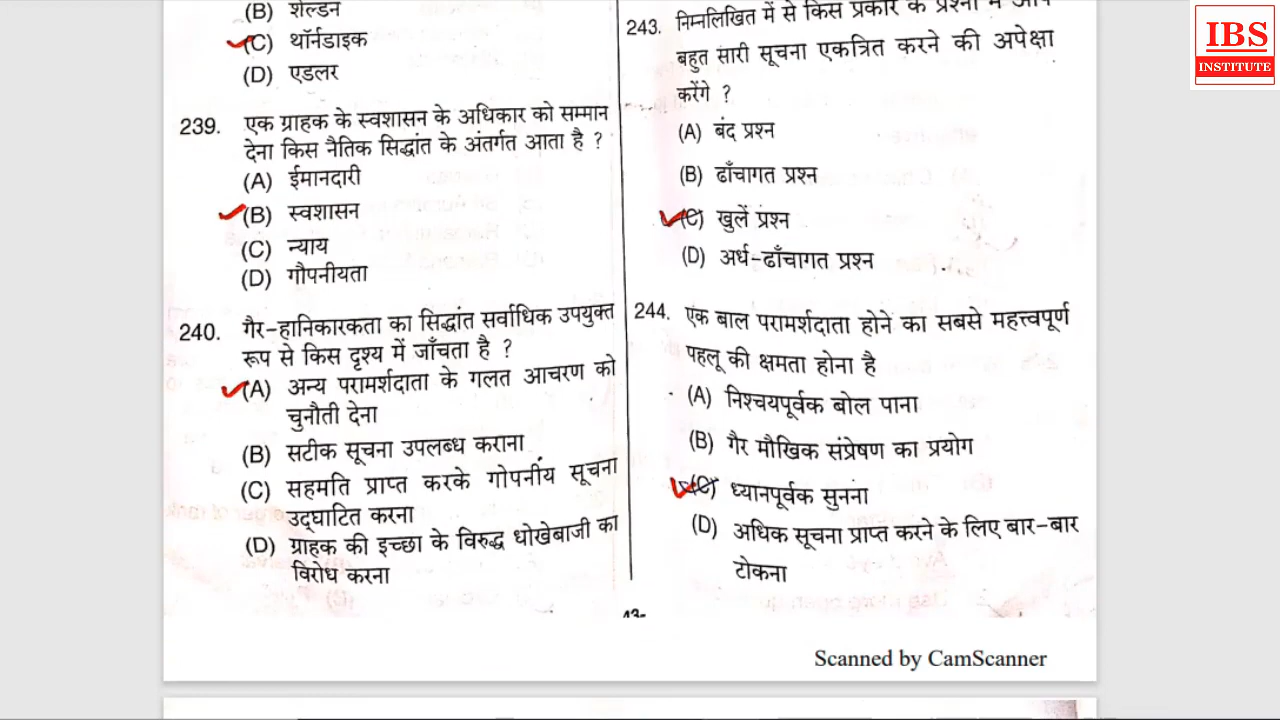 (B) शेल्डन
(C) थॉर्नडाइक
(D) एडलर
239. एक ग्राहक के स्वशासन के अधिकार को सम्मान
देना किस नैतिक सिद्धांत के अंतर्गत आता है ?
(A) ईमानदारी
(B) स्वशासन
(C) न्याय
(D) गौपनीयता
240. गैर-हानिकारकता का सिद्धांत सर्वाधिक उपयुक्त
रूप से किस दृश्य में जाँचता है ?
(A) अन्य परामर्शदाता के गलत आचरण को
चुनौती देना
(B) सटीक सूचना उपलब्ध कराना
(C) सहमति प्राप्त करके गोपनीय सूचना
उद्घाटित करना
(D) ग्राहक की इच्छा के विरुद्ध धोखेबाजी का
विरोध करना
243. निम्नलिखित में से किस प्रकार के प्रश्नों में आप
बहुत सारी सूचना एकत्रित करने की अपेक्षा
करेंगे ?
(A) बंद प्रश्न
(B) ढाँचागत प्रश्न
(C) खुलें प्रश्न
(D) अर्ध-ढाँचागत प्रश्न
244. एक बाल परामर्शदाता होने का सबसे महत्त्वपूर्ण
पहलू की क्षमता होना है
(A) निश्चयपूर्वक बोल पाना
(B) गैर मौखिक संप्रेषण का प्रयोग
(C) ध्यानपूर्वक सुनना
(D) अधिक सूचना प्राप्त करने के लिए बार-बार
टोकना
Scanned by CamScanner
IBS
INSTITUTE